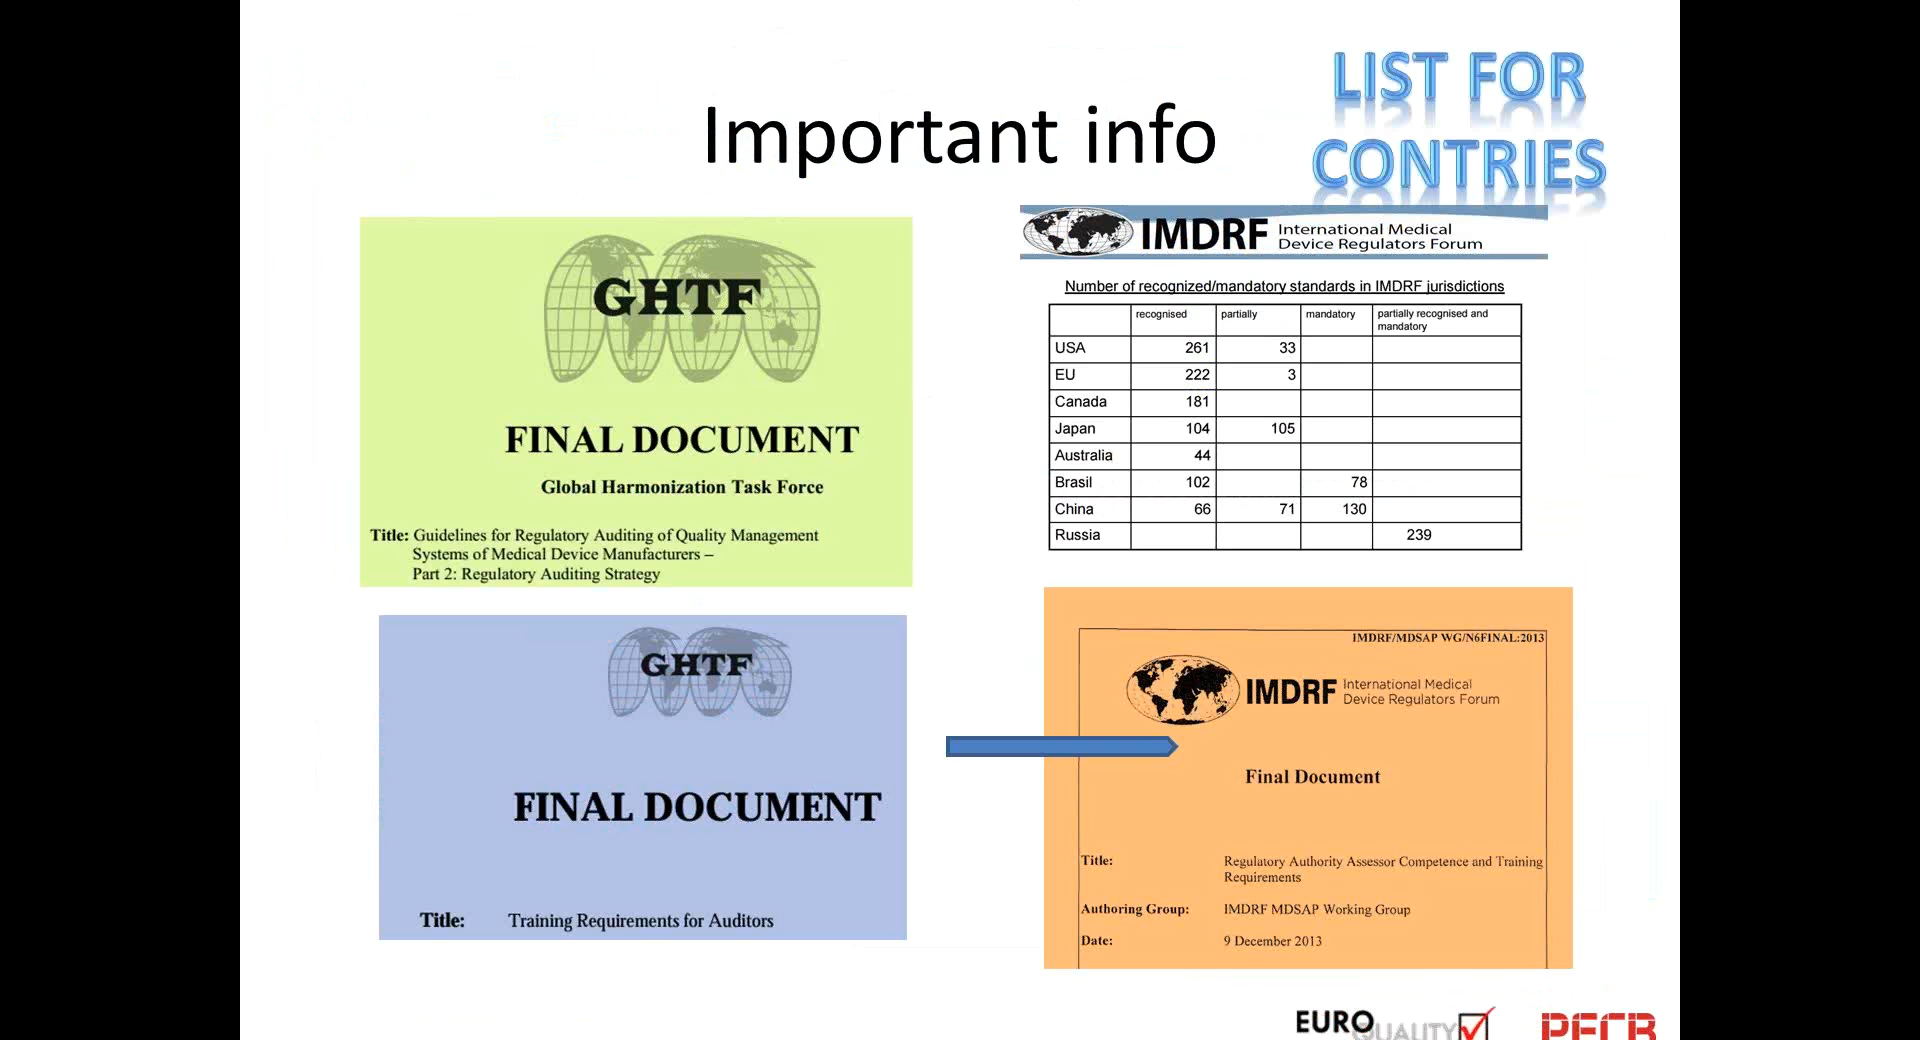 LIST FOR
CONTRIES
Important info
GHTF
FINAL DOCUMENT
Global Harmonization Task Force
Title: Guidelines for Regulatory Auditing of Quality Management
Systems of Medical Device Manufacturers –
Part 2: Regulatory Auditing Strategy
IMDRF International Medical
Device Regulators Forum
Number of recognized/mandatory standards in IMDRF jurisdictions
recognised partially mandatory partially recognised and
mandatory
USA 261 33
EU 222 3
Canada 181
Japan 104 105
Australia 44
Brasil 102 78
China 66 71 130
Russia 239
GHTF
FINAL DOCUMENT
Title: Training Requirements for Auditors
IMDRF/MDSAP WG/N6FINAL:2013
IMDRF International Medical
Device Regulators Forum
Final Document
Title: Regulatory Authority Assessor Competence and Training
Requirements
Authoring Group: IMDRF MDSAP Working Group
Date: 9 December 2013
EURO
QUALITY
PECB